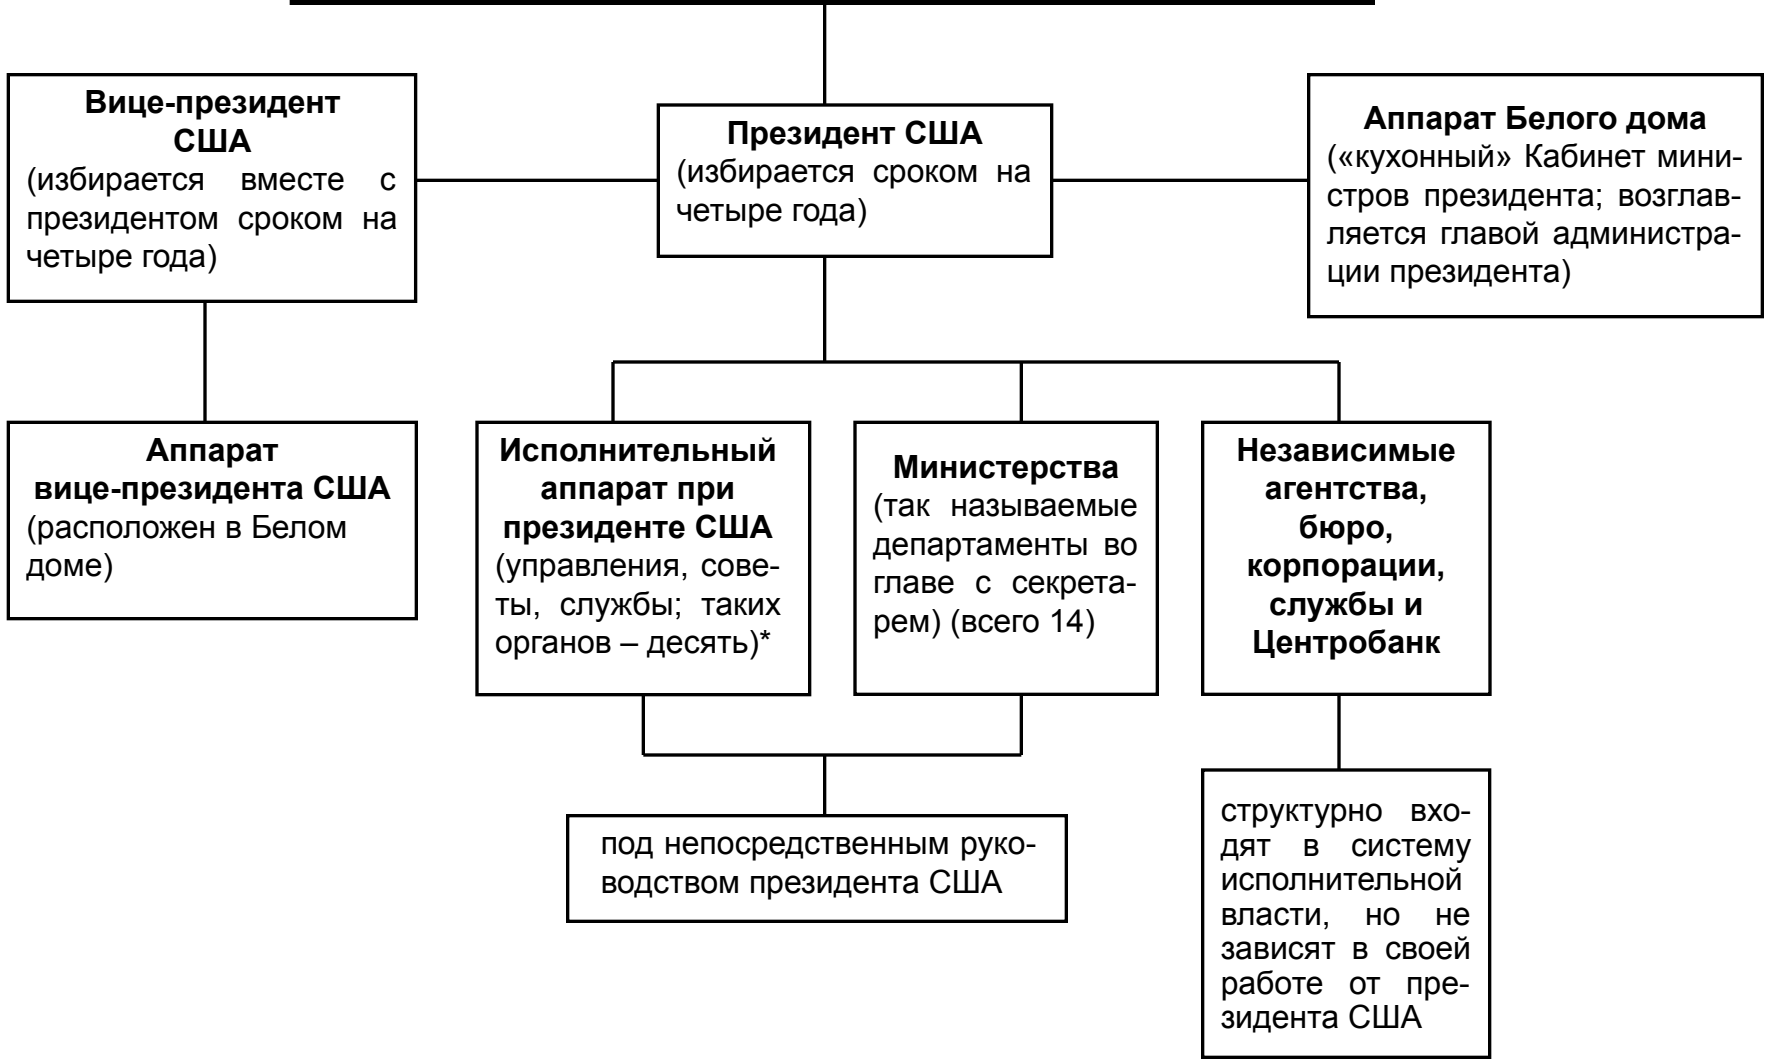 Вице-президент
США
(избирается вместе с
президентом сроком на
четыре года)
Президент США
(избирается сроком на
четыре года)
Аппарат Белого дома
(«кухонный» Кабинет мини-
стров президента; возглав-
ляется главой администра-
ции президента)
Аппарат
вице-президента США
(расположен в Белом
доме)
Исполнительный
аппарат при
президенте США
(управления, сове-
ты, службы; таких
органов – десять)*
Министерства
(так называемые
департаменты во
главе с секрета-
рем) (всего 14)
Независимые
агентства,
бюро,
корпорации,
службы и
Центробанк
под непосредственным руко-
водством президента США
структурно вхо-
дят в систему
исполнительной
власти, но не
зависят в своей
работе от пре-
зидента США